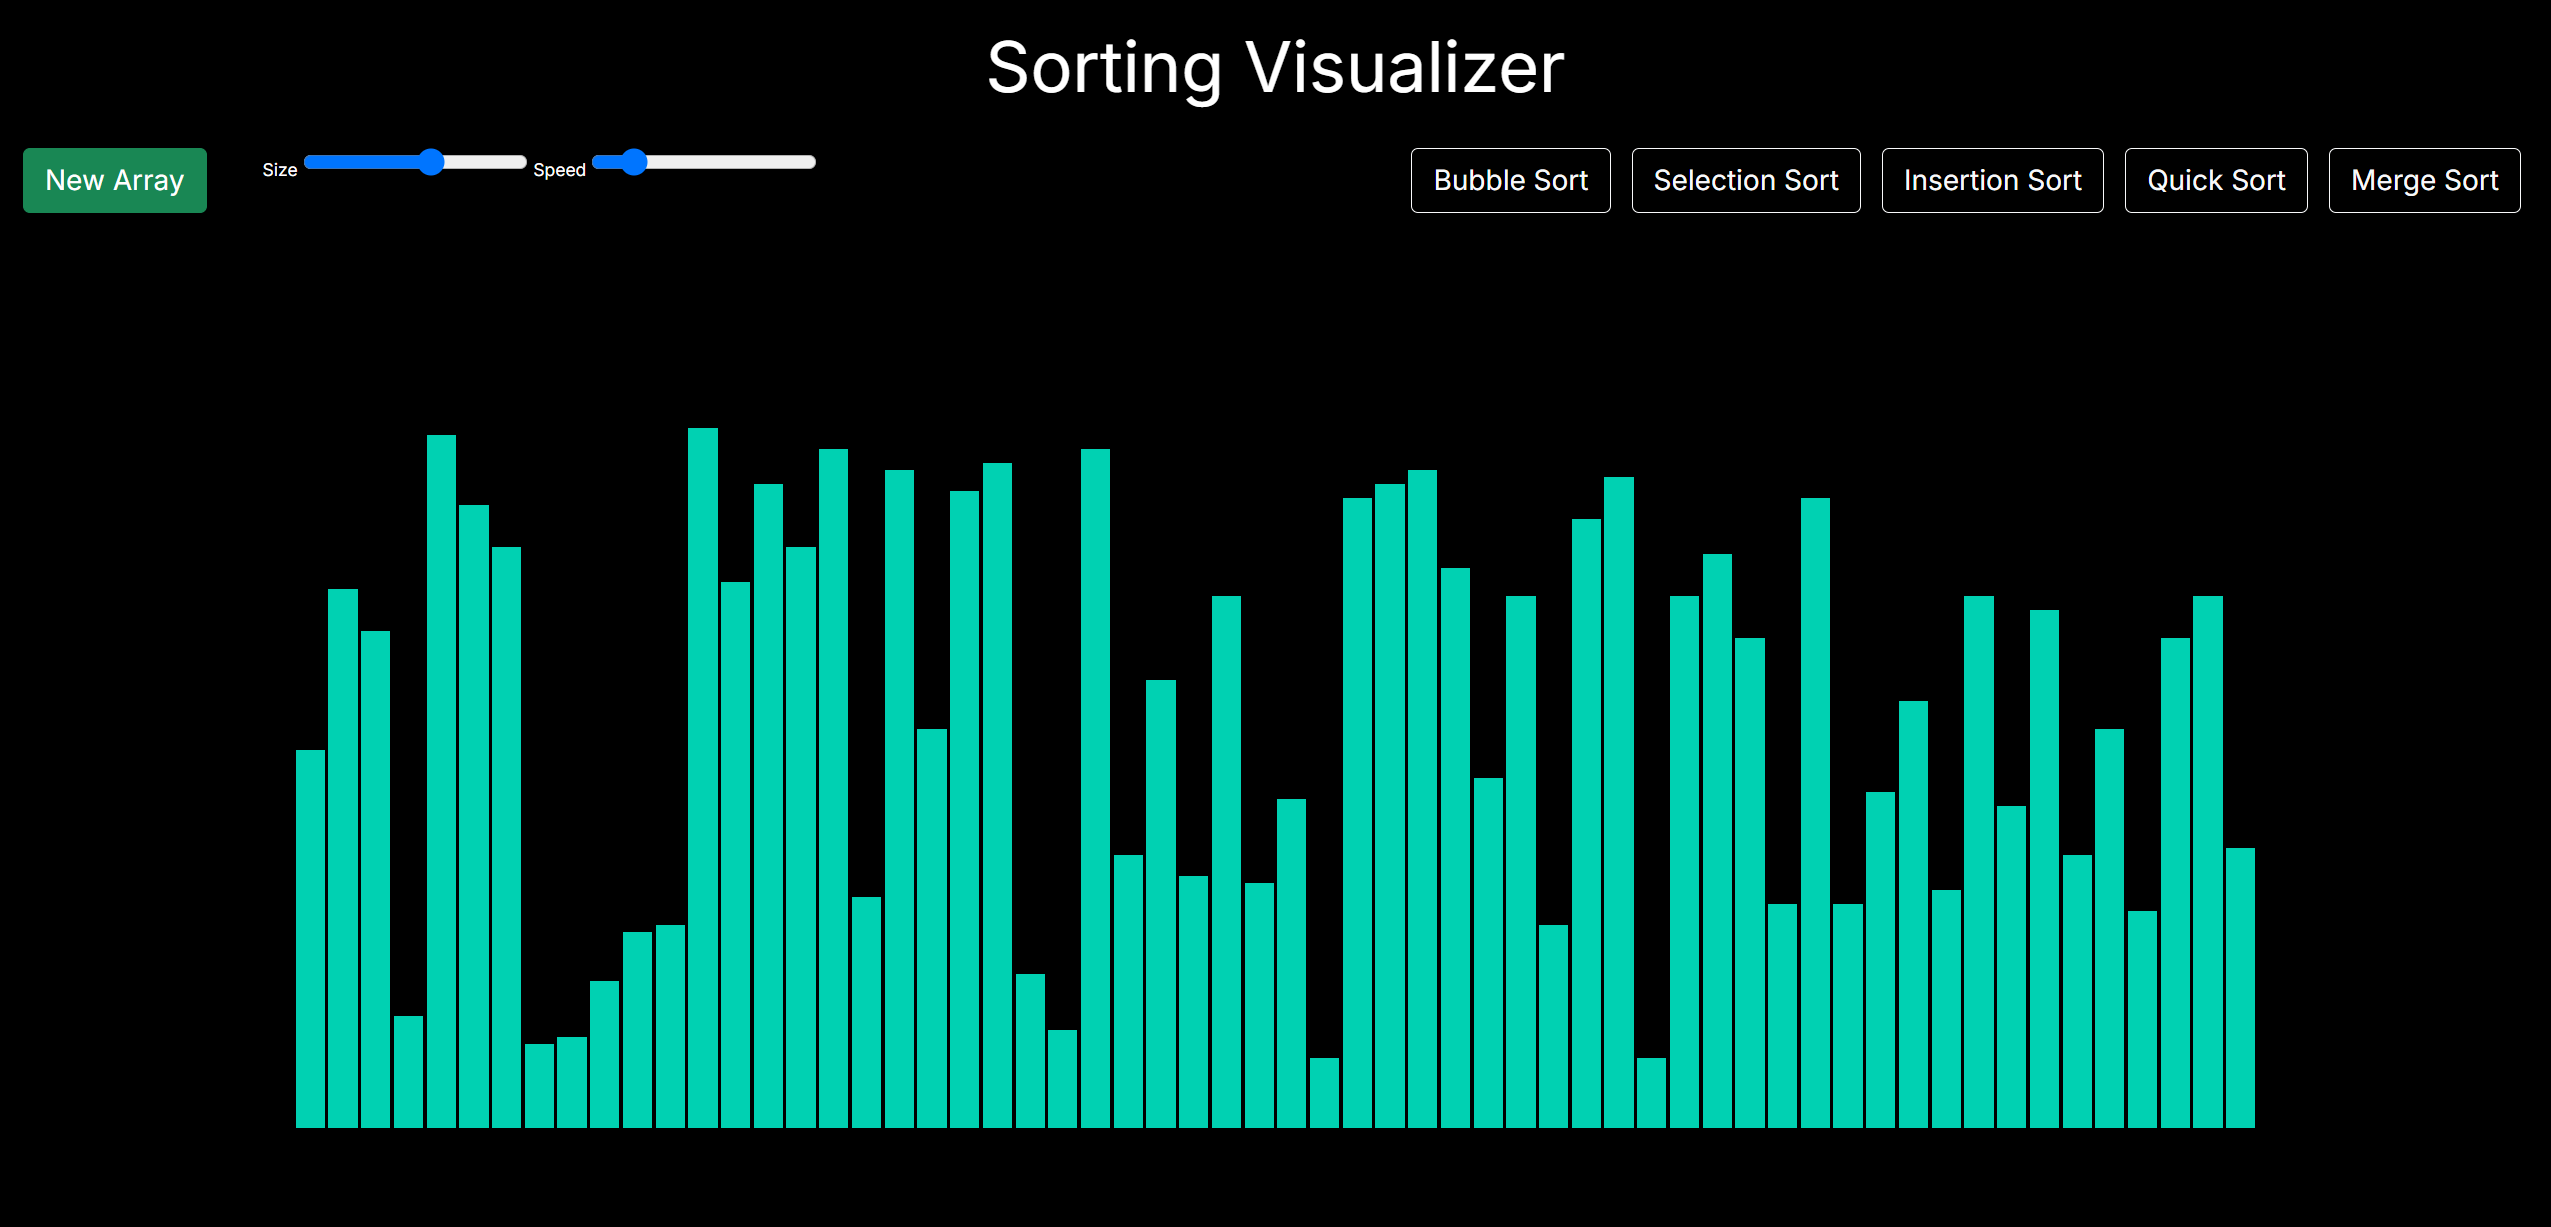 Sorting Visualizer
New Array
Size
Speed
Bubble Sort
Selection Sort
Insertion Sort
Quick Sort
Merge Sort